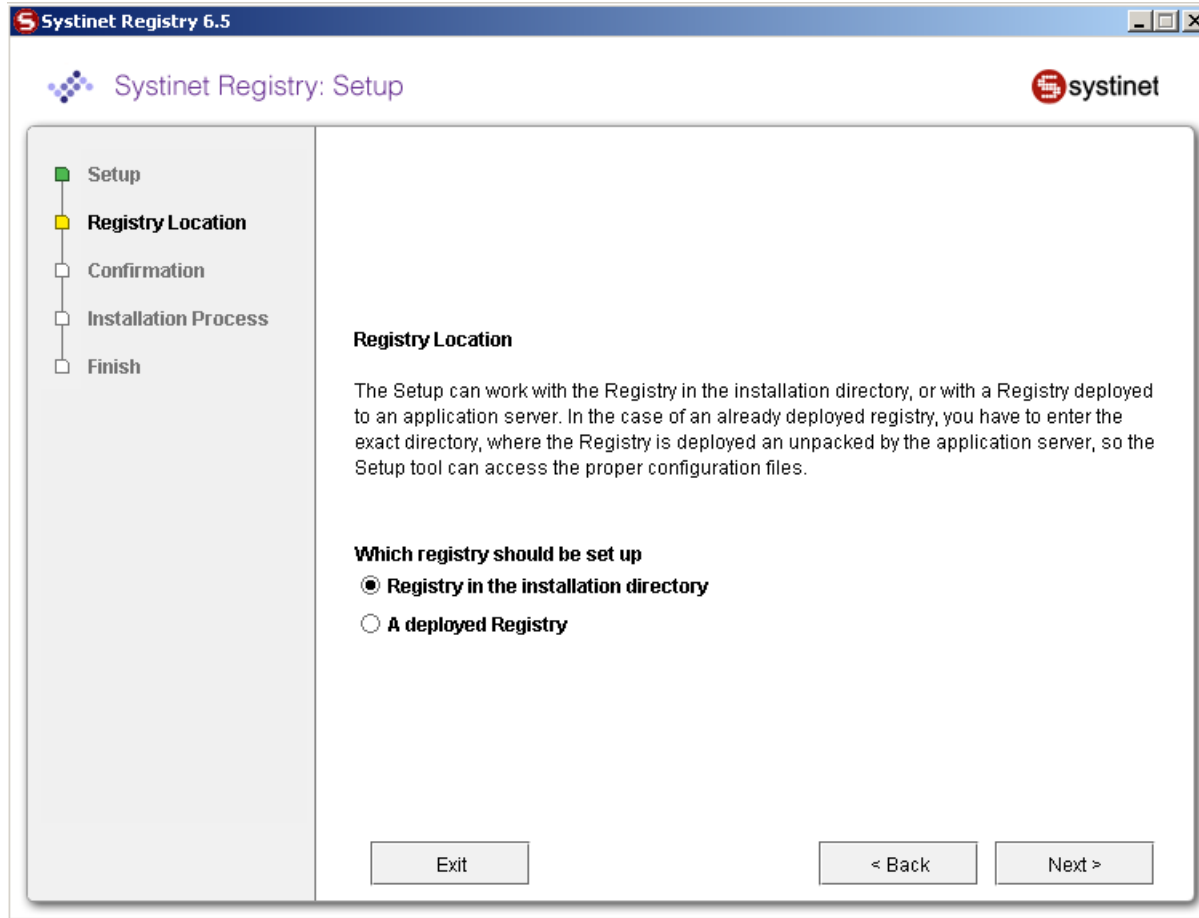 Systinet Registry 6.5
Systinet Registry: Setup
systinet
Setup
Registry Location
Confirmation
Installation Process
Finish
Registry Location
The Setup can work with the Registry in the installation directory, or with a Registry deployed
to an application server. In the case of an already deployed registry, you have to enter the
exact directory, where the Registry is deployed an unpacked by the application server, so the
Setup tool can access the proper configuration files.
Which registry should be set up
Registry in the installation directory
A deployed Registry
Exit
< Back
Next >